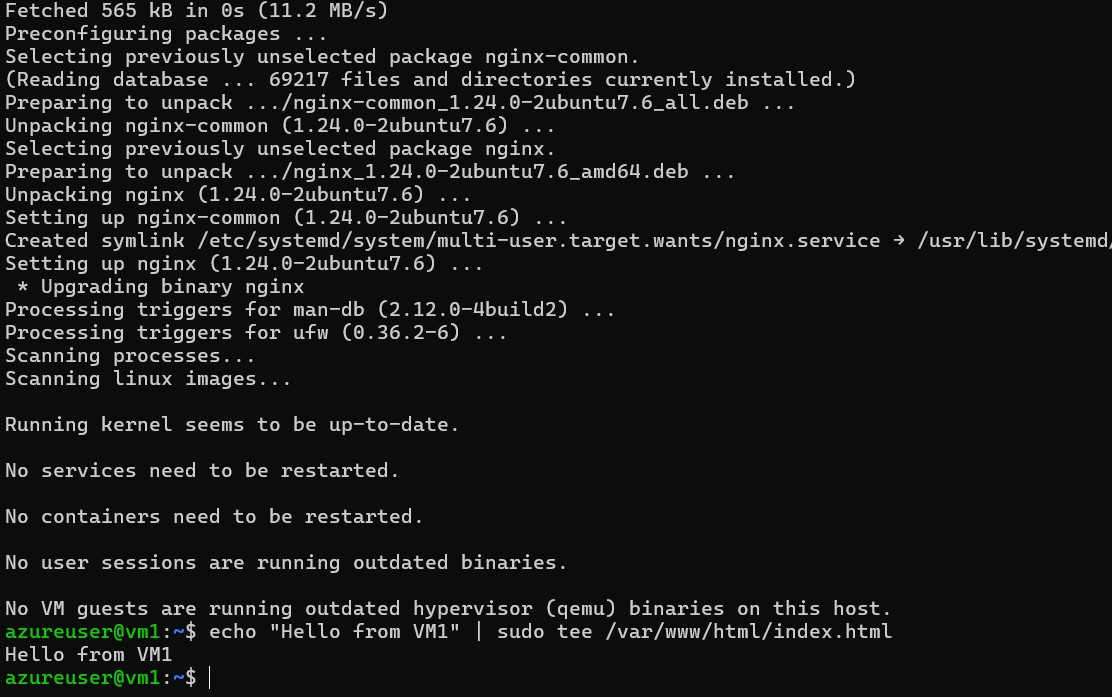 Fetched 565 kB in 0s (11.2 MB/s)
Preconfiguring packages ...
Selecting previously unselected package nginx-common.
(Reading database ... 69217 files and directories currently installed.)
Preparing to unpack .../nginx-common_1.24.0-2ubuntu7.6_all.deb ...
Unpacking nginx-common (1.24.0-2ubuntu7.6) ...
Selecting previously unselected package nginx.
Preparing to unpack .../nginx_1.24.0-2ubuntu7.6_amd64.deb ...
Unpacking nginx (1.24.0-2ubuntu7.6) ...
Setting up nginx-common (1.24.0-2ubuntu7.6) ...
Created symlink /etc/systemd/system/multi-user.target.wants/nginx.service → /usr/lib/systemd/
Setting up nginx (1.24.0-2ubuntu7.6) ...
 * Upgrading binary nginx
Processing triggers for man-db (2.12.0-4build2) ...
Processing triggers for ufw (0.36.2-6) ...
Scanning processes...
Scanning linux images...

Running kernel seems to be up-to-date.

No services need to be restarted.

No containers need to be restarted.

No user sessions are running outdated binaries.

No VM guests are running outdated hypervisor (qemu) binaries on this host.
azureuser@vm1:~$ echo "Hello from VM1" | sudo tee /var/www/html/index.html
Hello from VM1
azureuser@vm1:~$